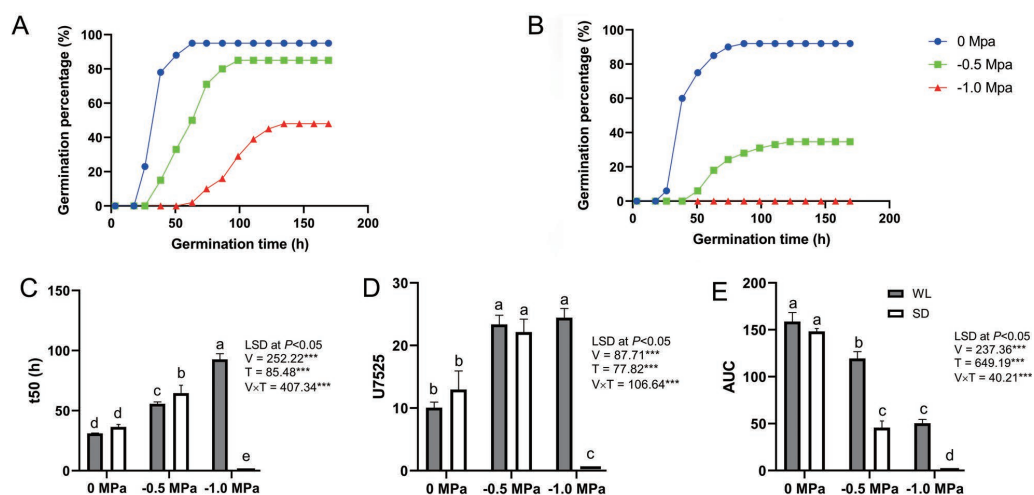 A
Germination percentage (%)
100
80
60
40
20
0
0 50 100 150 200
Germination time (h)
B
Germination percentage (%)
100
80
60
40
20
0
0 50 100 150 200
Germination time (h)
0 Mpa
-0.5 Mpa
-1.0 Mpa
C
t50 (h)
150
100
50
0
d d c b a e
0 MPa -0.5 MPa -1.0 MPa
LSD at P<0.05
V = 252.22***
T = 85.48***
V×T = 407.34***
D
U7525
30
20
10
0
b b a a a c
0 MPa -0.5 MPa -1.0 MPa
LSD at P<0.05
V = 87.71***
T = 77.82***
V×T = 106.64***
E
AUC
200
150
100
50
0
a a b c c d
0 MPa -0.5 MPa -1.0 MPa
WL
SD
LSD at P<0.05
V = 237.36***
T = 649.19***
V×T = 40.21***